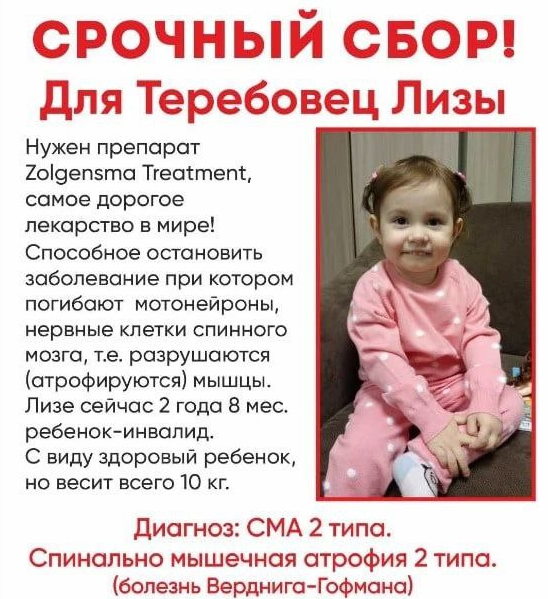 СРОЧНЫЙ СБОР!
Для Теребовец Лизы
Нужен препарат
Zolgensma Treatment,
самое дорогое
лекарство в мире!
Способное остановить
заболевание при котором
погибают мотонейроны,
нервные клетки спинного
мозга, т.е. разрушаются
(атрофируются) мышцы.
Лизе сейчас 2 года 8 мес.
ребенок-инвалид.
С виду здоровый ребенок,
но весит всего 10 кг.
Диагноз: СМА 2 типа.
Спинально мышечная атрофия 2 типа.
(болезнь Верднига-Гофмана)